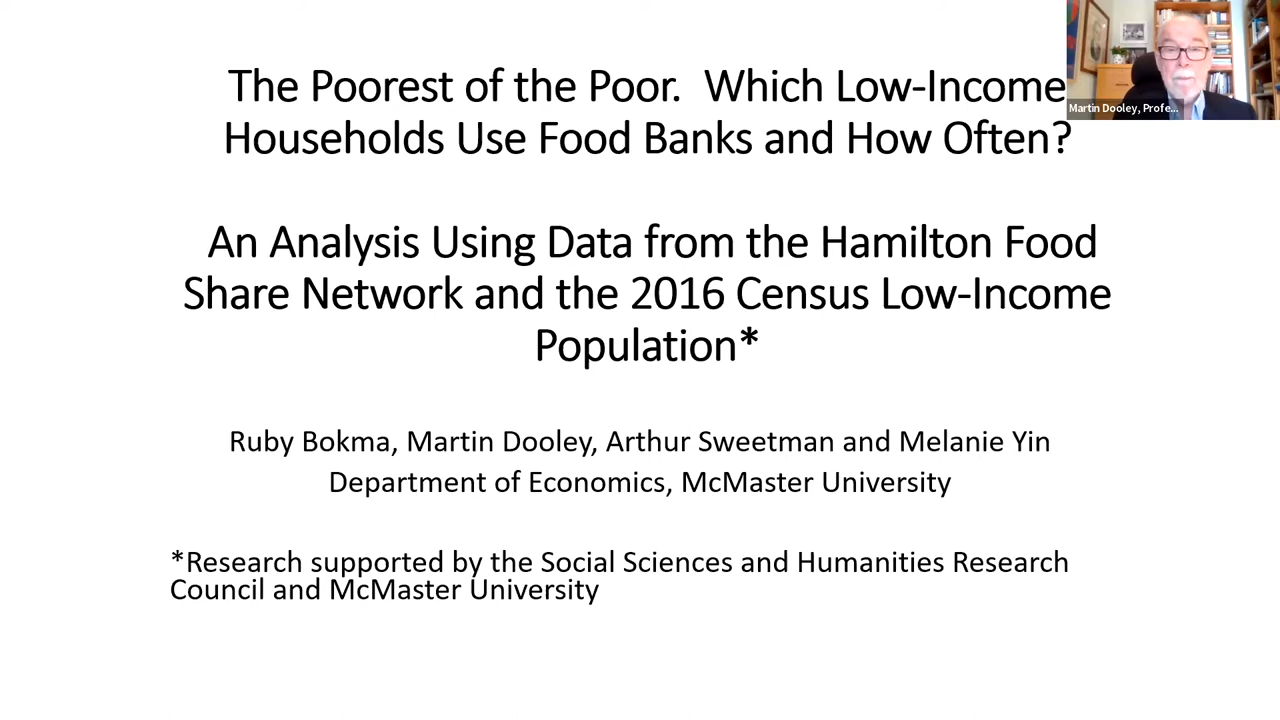 The Poorest of the Poor.  Which Low-Income
Households Use Food Banks and How Often?
An Analysis Using Data from the Hamilton Food
Share Network and the 2016 Census Low-Income
Population*
Ruby Bokma, Martin Dooley, Arthur Sweetman and Melanie Yin
Department of Economics, McMaster University
*Research supported by the Social Sciences and Humanities Research
Council and McMaster University
Martin Dooley, Profe...